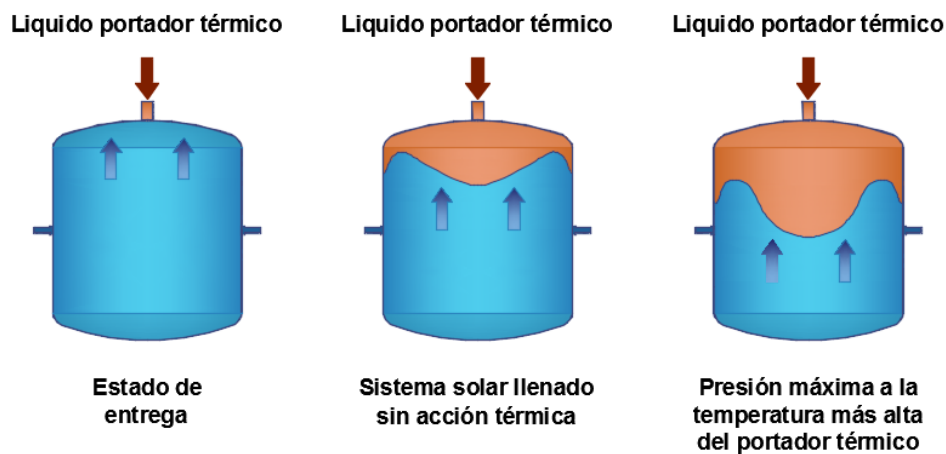 Liquido portador térmico
Liquido portador térmico
Liquido portador térmico
Estado de
entrega
Sistema solar llenado
sin acción térmica
Presión máxima a la
temperatura más alta
del portador térmico